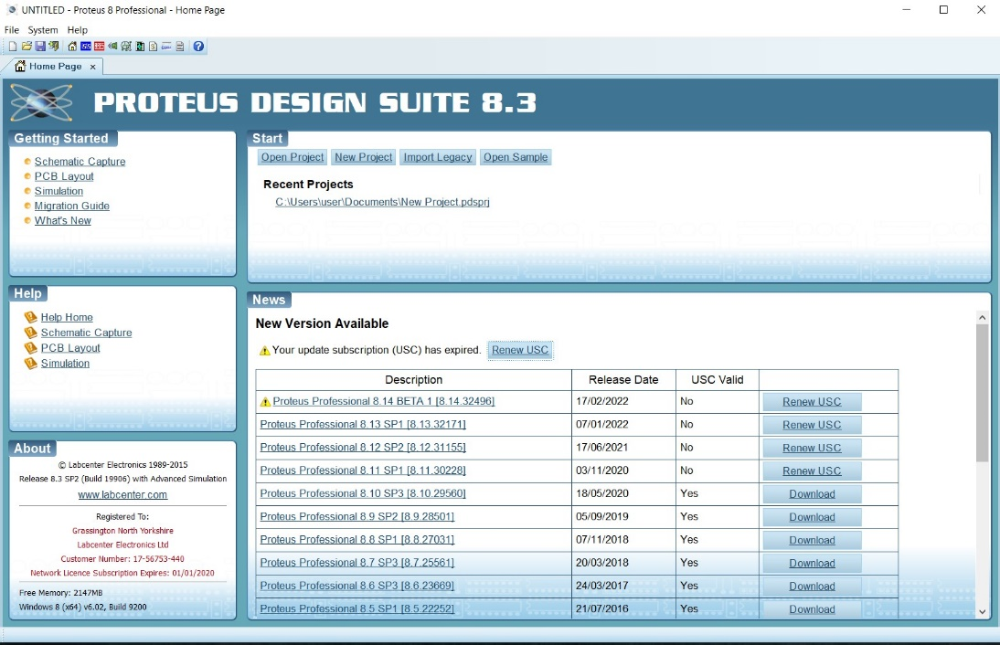 UNTITLED - Proteus 8 Professional - Home Page
File System Help
Home Page
PROTEUS DESIGN SUITE 8.3
Getting Started
Schematic Capture
PCB Layout
Simulation
Migration Guide
What's New
Start
Open Project New Project Import Legacy Open Sample
Recent Projects
C:\Users\user\Documents\New Project.pdsprj
Help
Help Home
Schematic Capture
PCB Layout
Simulation
News
New Version Available
Your update subscription (USC) has expired. Renew USC
Description Release Date USC Valid
Proteus Professional 8.14 BETA 1 [8.14.32496] 17/02/2022 No Renew USC
Proteus Professional 8.13 SP1 [8.13.32171] 07/01/2022 No Renew USC
Proteus Professional 8.12 SP2 [8.12.31155] 17/06/2021 No Renew USC
Proteus Professional 8.11 SP1 [8.11.30228] 03/11/2020 No Renew USC
Proteus Professional 8.10 SP3 [8.10.29560] 18/05/2020 Yes Download
Proteus Professional 8.9 SP2 [8.9.28501] 05/09/2019 Yes Download
Proteus Professional 8.8 SP1 [8.8.27031] 07/11/2018 Yes Download
Proteus Professional 8.7 SP3 [8.7.25561] 20/03/2018 Yes Download
Proteus Professional 8.6 SP3 [8.6.23669] 24/03/2017 Yes Download
Proteus Professional 8.5 SP1 [8.5.22252] 21/07/2016 Yes Download
About
© Labcenter Electronics 1989-2015
Release 8.3 SP2 (Build 19906) with Advanced Simulation
www.labcenter.com
Registered To:
Grassington North Yorkshire
Labcenter Electronics Ltd
Customer Number: 17-56753-440
Network Licence Subscription Expires: 01/01/2020
Free Memory: 2147MB
Windows 8 (x64) v6.02, Build 9200